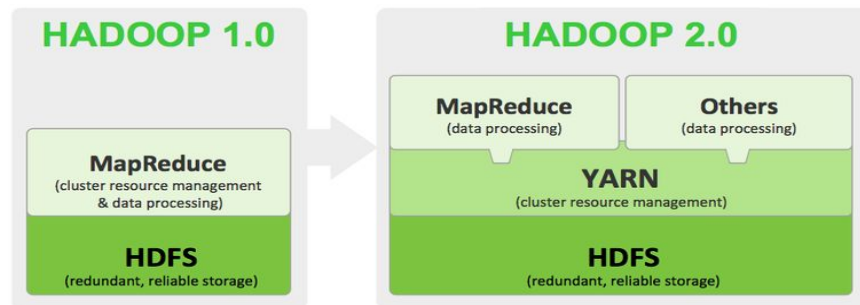 HADOOP 1.0
MapReduce
(cluster resource management
& data processing)
HDFS
(redundant, reliable storage)
HADOOP 2.0
MapReduce
(data processing)
Others
(data processing)
YARN
(cluster resource management)
HDFS
(redundant, reliable storage)